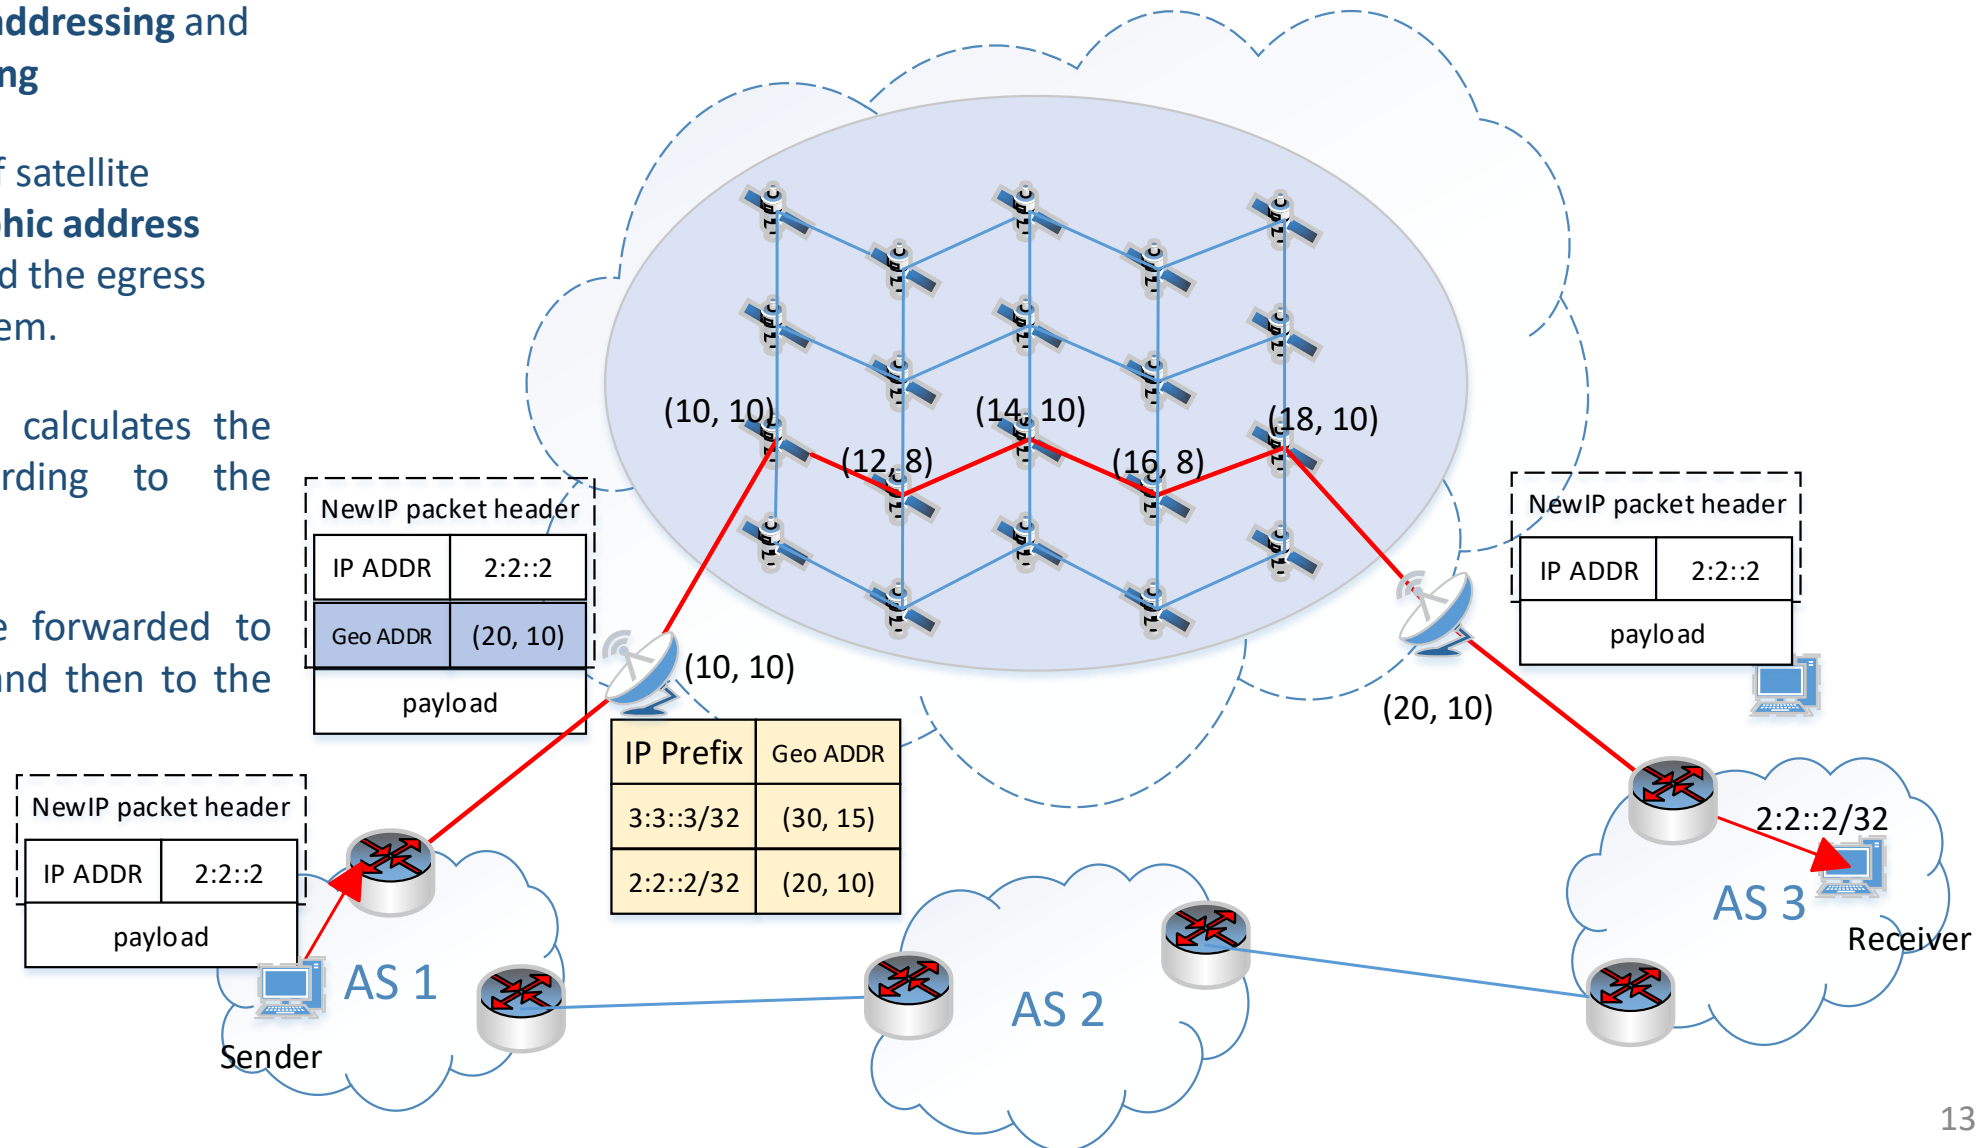 addressing and
ng
f satellite
phic address
d the egress
em.
calculates the
rding to the
e forwarded to
and then to the
(10, 10)
(14, 10)
(18, 10)
(12, 8)
(16, 8)
NewIP packet header
IP ADDR 2:2::2
Geo ADDR (20, 10)
payload
(10, 10)
NewIP packet header
IP ADDR 2:2::2
payload
(20, 10)
IP Prefix Geo ADDR
3:3::3/32 (30, 15)
2:2::2/32 (20, 10)
NewIP packet header
IP ADDR 2:2::2
payload
2:2::2/32
AS 1
AS 2
AS 3
Receiver
Sender
13